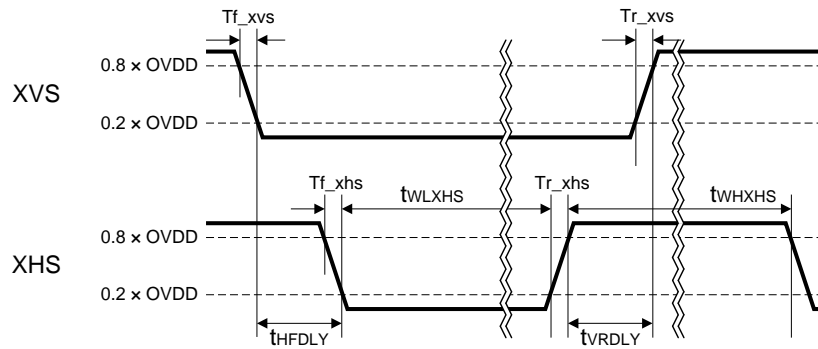 Tf_xvs
Tr_xvs
0.8 × OVDD
XVS
0.2 × OVDD
Tf_xhs
tWLXHS
Tr_xhs
tWHXHS
0.8 × OVDD
XHS
0.2 × OVDD
tHFDLY
tVRDLY